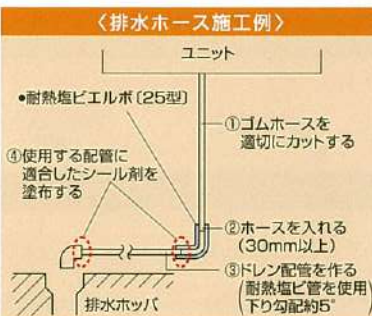 〈排水ホース施工例〉
ユニット
•耐熱塩ビエルボ〔25型〕
①ゴムホースを
適切にカットする
④使用する配管に
適合したシール剤を
塗布する
②ホースを入れる
(30mm以上)
③ドレン配管を作る
(耐熱塩ビ管を使用
下り勾配約5°)
排水ホッパ